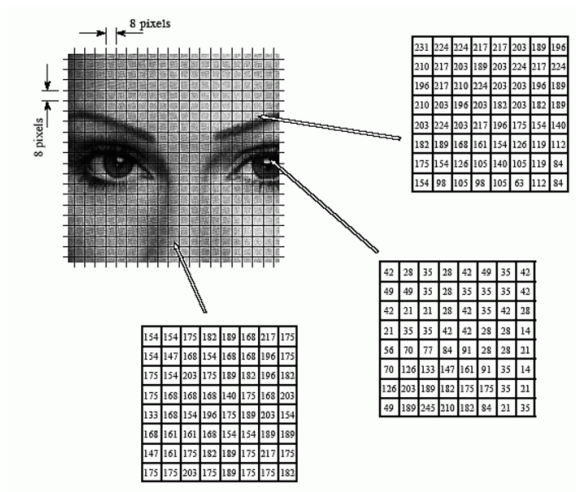 8 pixels
8 pixels
231 224 224 217 217 203 189 196
210 217 203 189 203 224 217 224
196 217 210 224 203 203 196 189
210 203 196 203 182 203 182 189
203 224 203 217 196 175 154 140
182 189 168 161 154 126 119 112
175 154 126 105 140 105 119 84
154 98 105 98 105 63 112 84
42 28 35 28 42 49 35 42
49 49 35 28 35 35 35 42
42 21 21 28 42 35 42 28
21 35 35 42 42 28 28 14
56 70 77 84 91 28 28 21
70 126 133 147 161 91 35 14
126 203 189 182 175 175 35 21
49 189 245 210 182 84 21 35
154 154 175 182 189 168 217 175
154 147 168 154 168 168 196 175
175 154 203 175 189 182 196 182
175 168 168 168 140 175 168 203
133 168 154 196 175 189 203 154
168 161 161 168 154 154 189 189
147 161 175 182 189 175 217 175
175 175 203 175 189 175 175 182